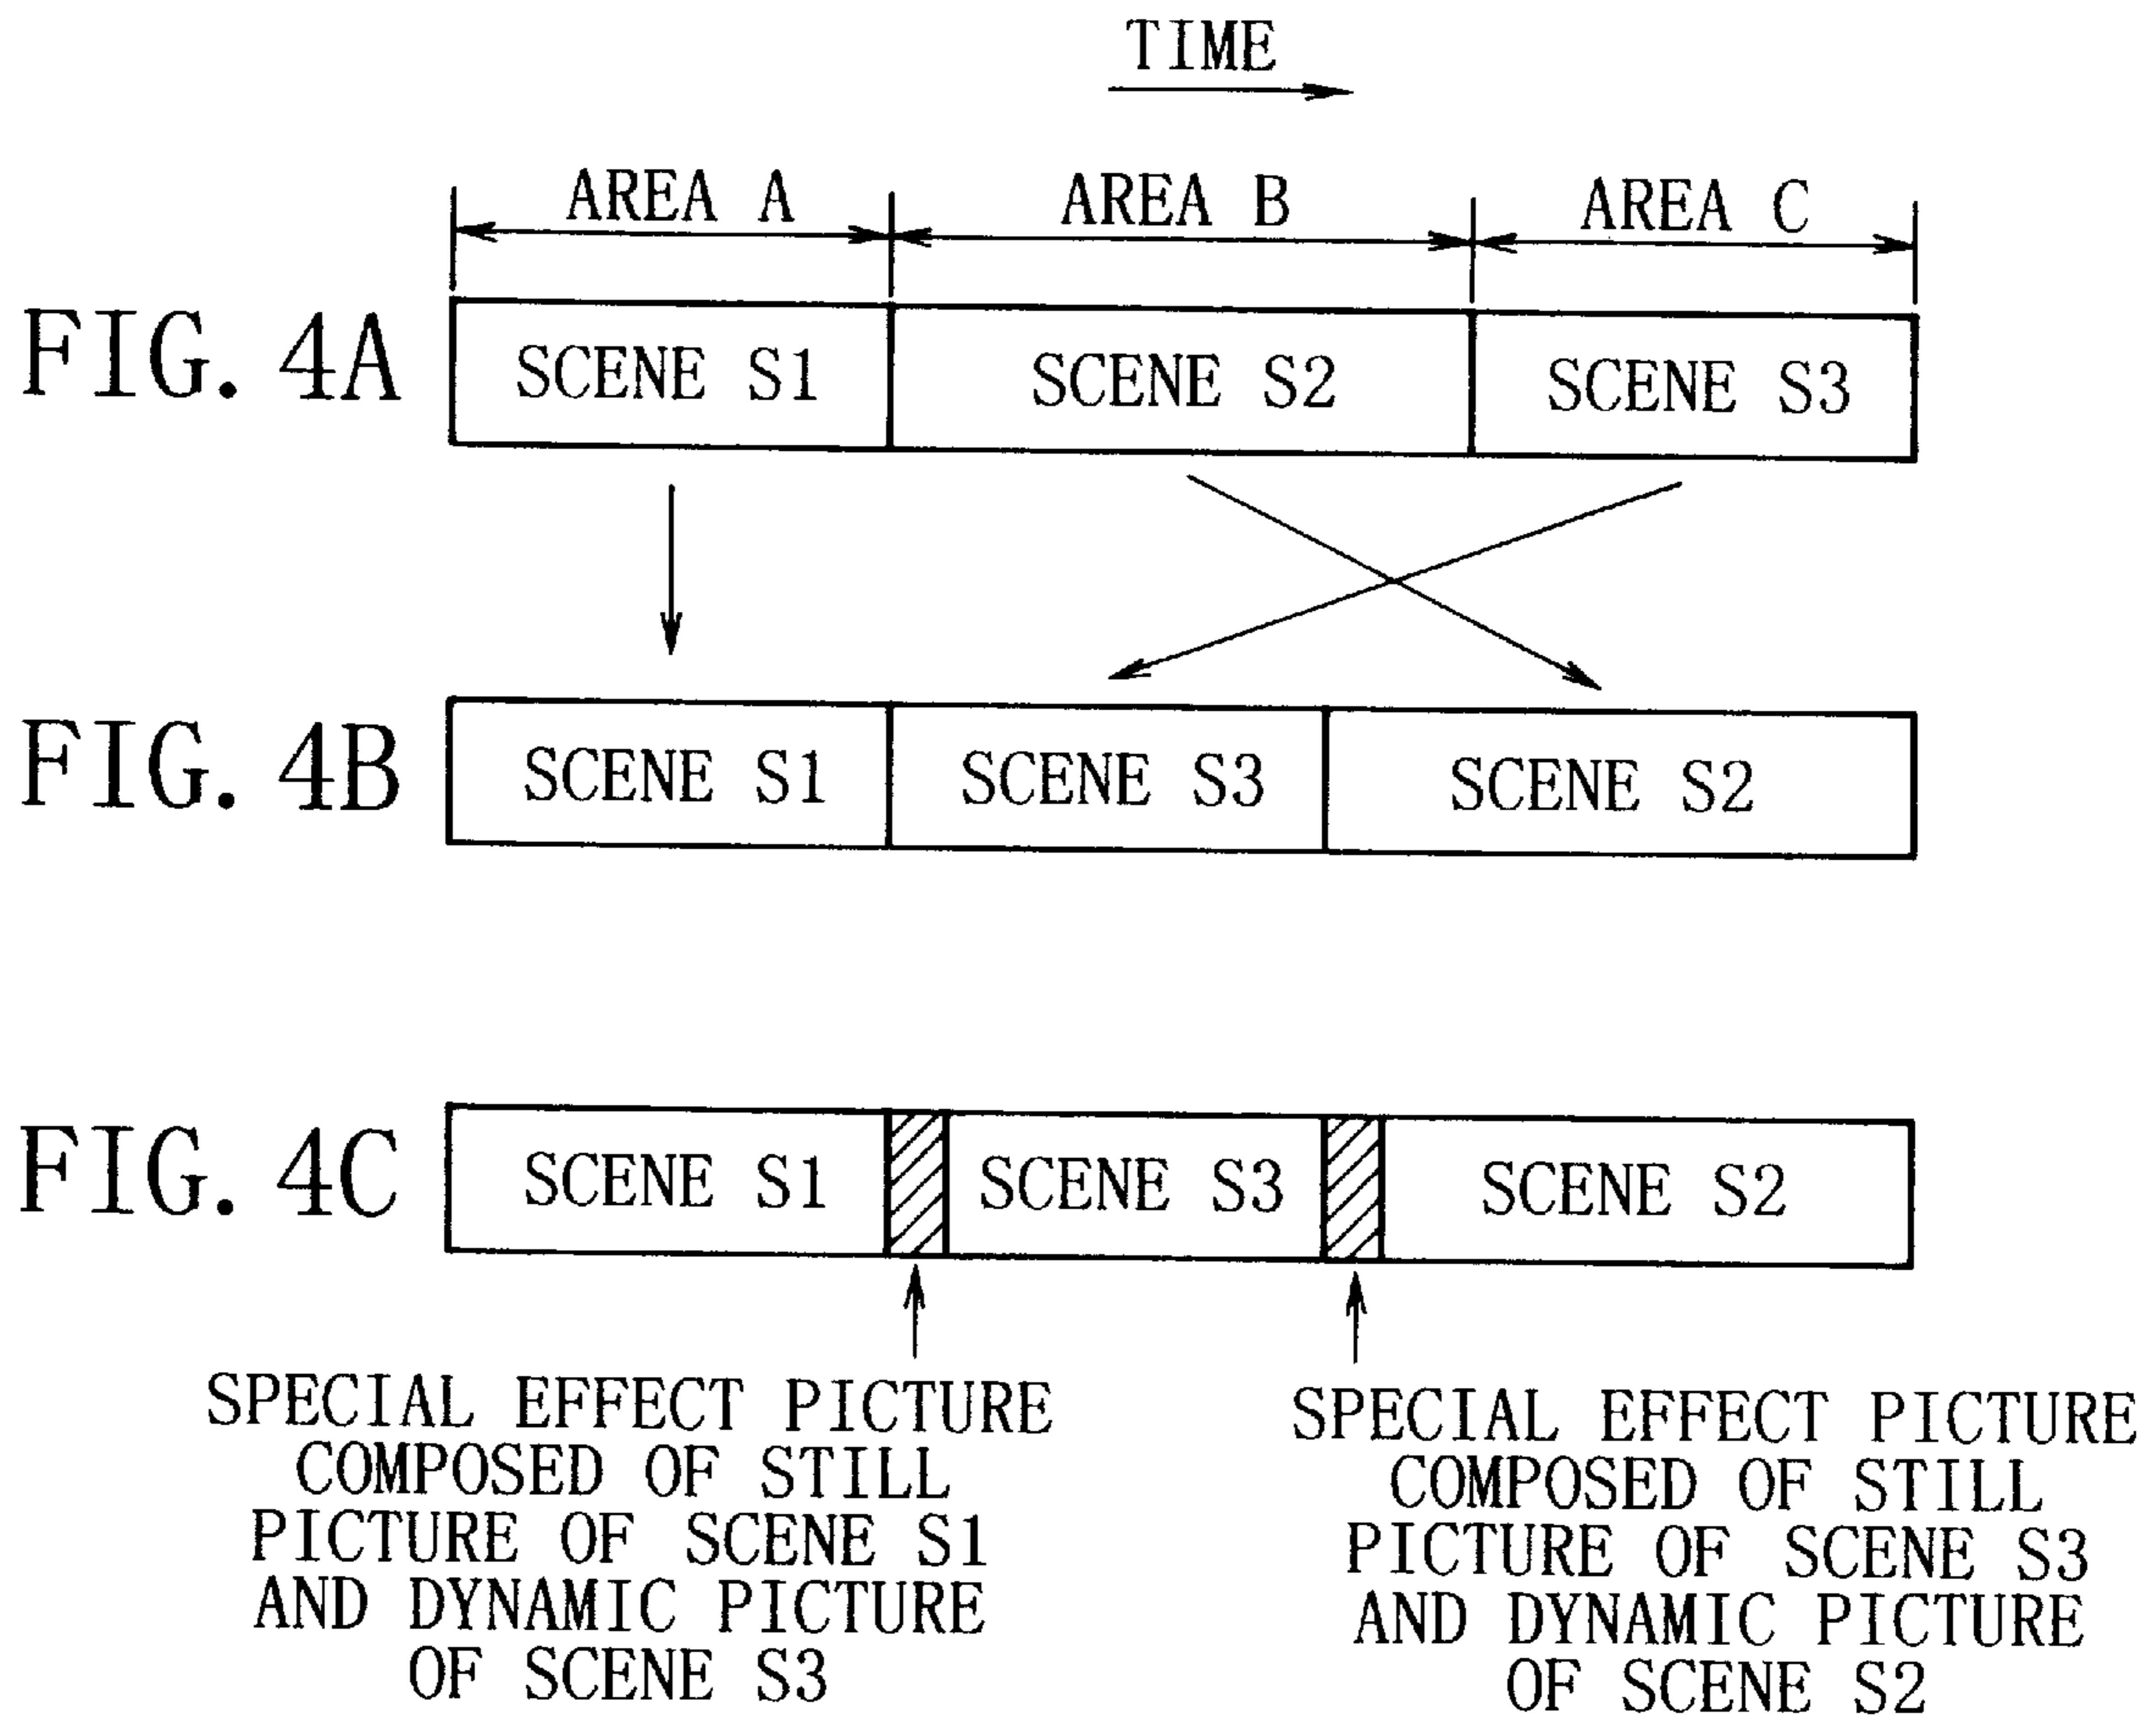 TIME
AREA A AREA B AREA C
FIG. 4A SCENE S1 SCENE S2 SCENE S3
FIG. 4B SCENE S1 SCENE S3 SCENE S2
FIG. 4C SCENE S1 SCENE S3 SCENE S2
SPECIAL EFFECT PICTURE
COMPOSED OF STILL
PICTURE OF SCENE S1
AND DYNAMIC PICTURE
OF SCENE S3
SPECIAL EFFECT PICTURE
COMPOSED OF STILL
PICTURE OF SCENE S3
AND DYNAMIC PICTURE
OF SCENE S2